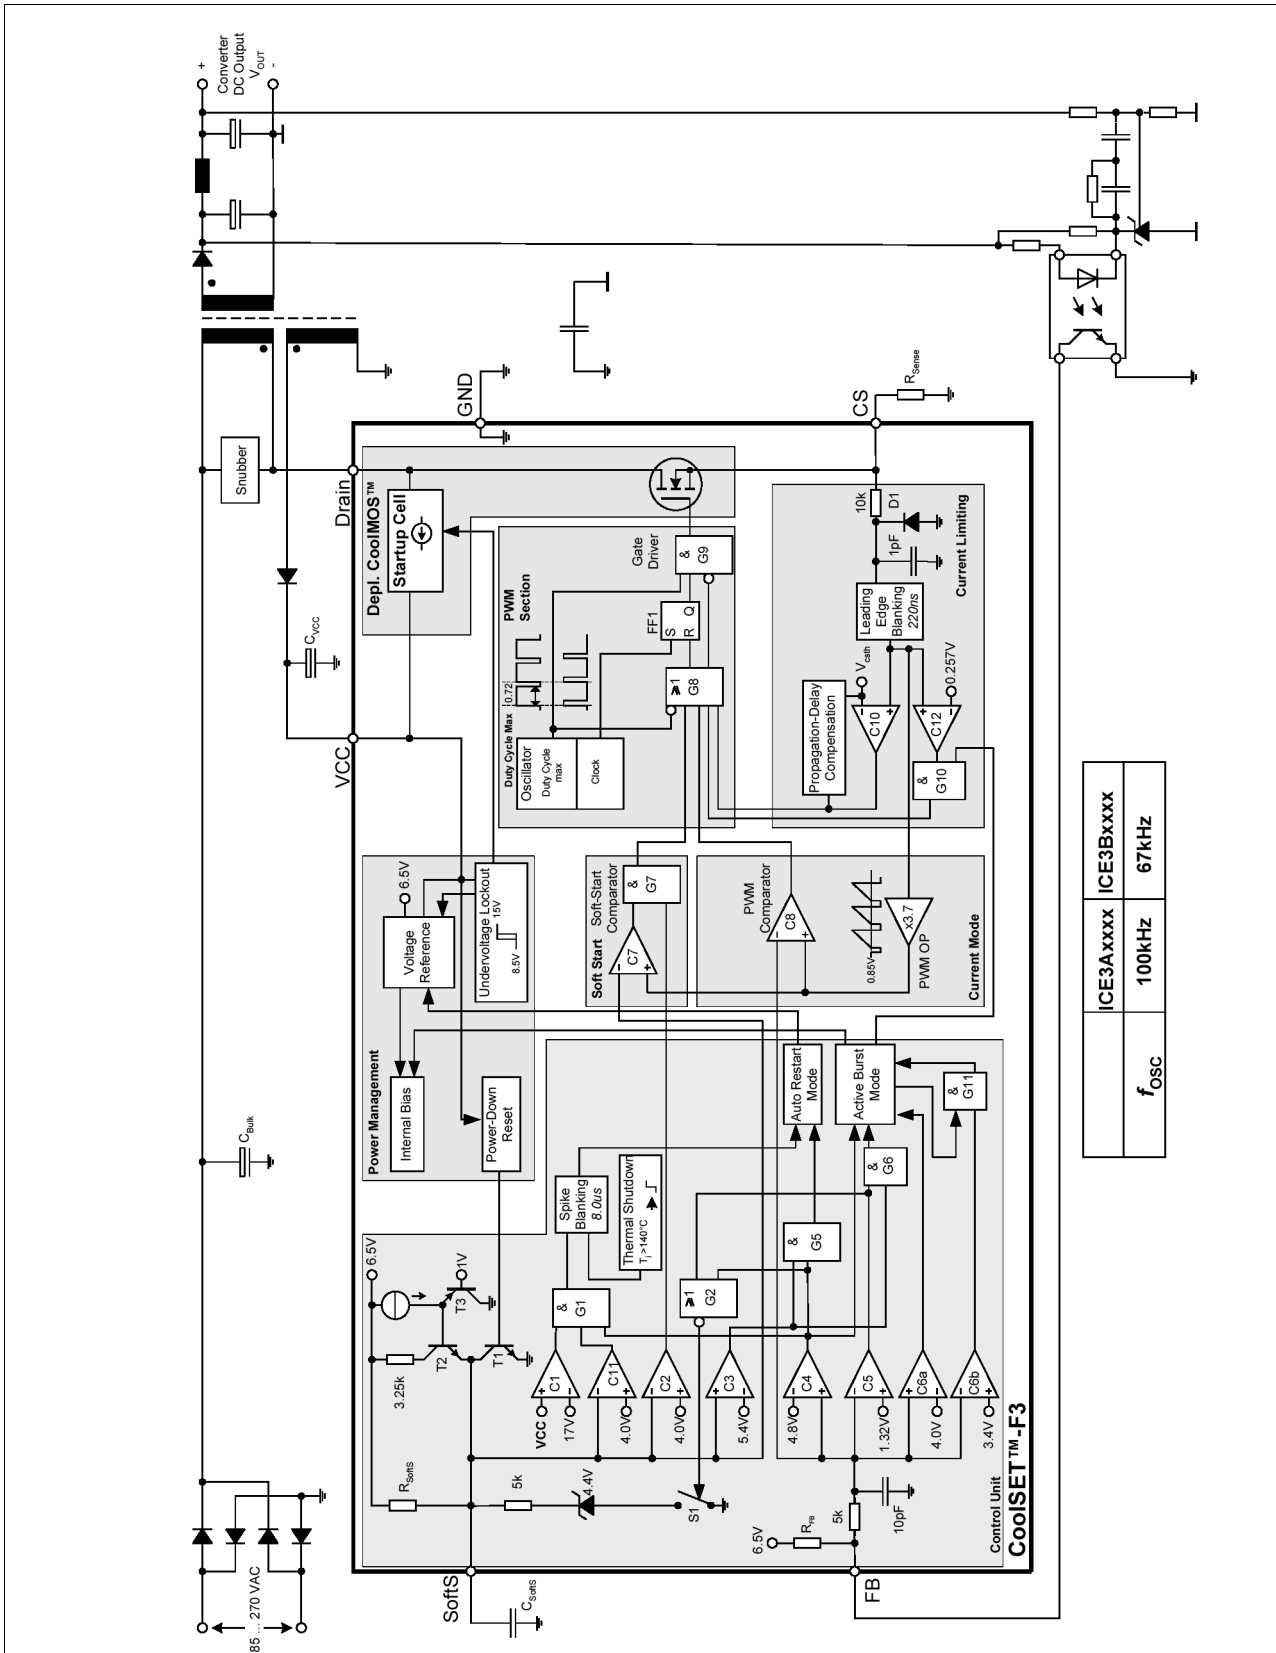 +
Converter
DC Output
V_OUT
-
85 ... 270 VAC
C_Bulk
Snubber
C_VCC
VCC
Drain
GND
CS
R_Sense
SoftS
C_SoftS
FB
Power Management
Internal Bias
Voltage
Reference
6.5V
Power-Down
Reset
Undervoltage Lockout
15V
8.5V
Depl. CoolMOS™
Startup Cell
PWM
Section
Duty Cycle Max
0.72
Oscillator
Duty Cycle
max
Clock
FF1
S
R
Q
≥1
G8
Gate
Driver
&
G9
Soft Start
Soft-Start
Comparator
C7
&
G7
PWM
Comparator
C8
0.85V
x3.7
PWM OP
Current Mode
Propagation-Delay
Compensation
V_csth
C10
C12
0.257V
&
G10
Leading
Edge
Blanking
220ns
10k
D1
1pF
Current Limiting
6.5V
3.25k
R_SoftS
T2
T3
1V
T1
5k
4.4V
S1
Spike
Blanking
8.0us
Thermal Shutdown
T_j >140°C
&
G1
≥1
G2
&
G5
&
G6
Auto Restart
Mode
Active Burst
Mode
&
G11
VCC
C1
17V
C11
4.0V
C2
4.0V
C3
5.4V
4.8V
C4
C5
1.32V
C6a
4.0V
C6b
3.4V
6.5V
R_FB
5k
10pF
Control Unit
CoolSET™-F3
ICE3Axxxx ICE3Bxxxx
f_OSC 100kHz 67kHz